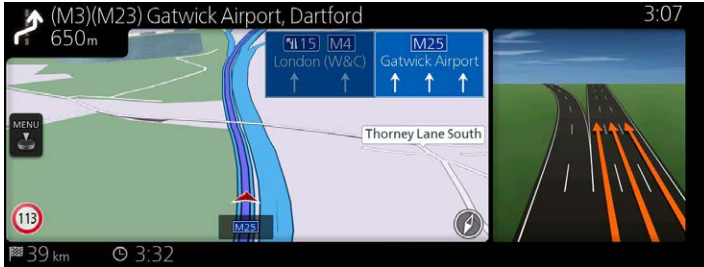 (M3)(M23) Gatwick Airport, Dartford
3:07
650m
15 M4
London (W&C)
M25
Gatwick Airport
MENU
Thorney Lane South
113
M25
39 km
3:32